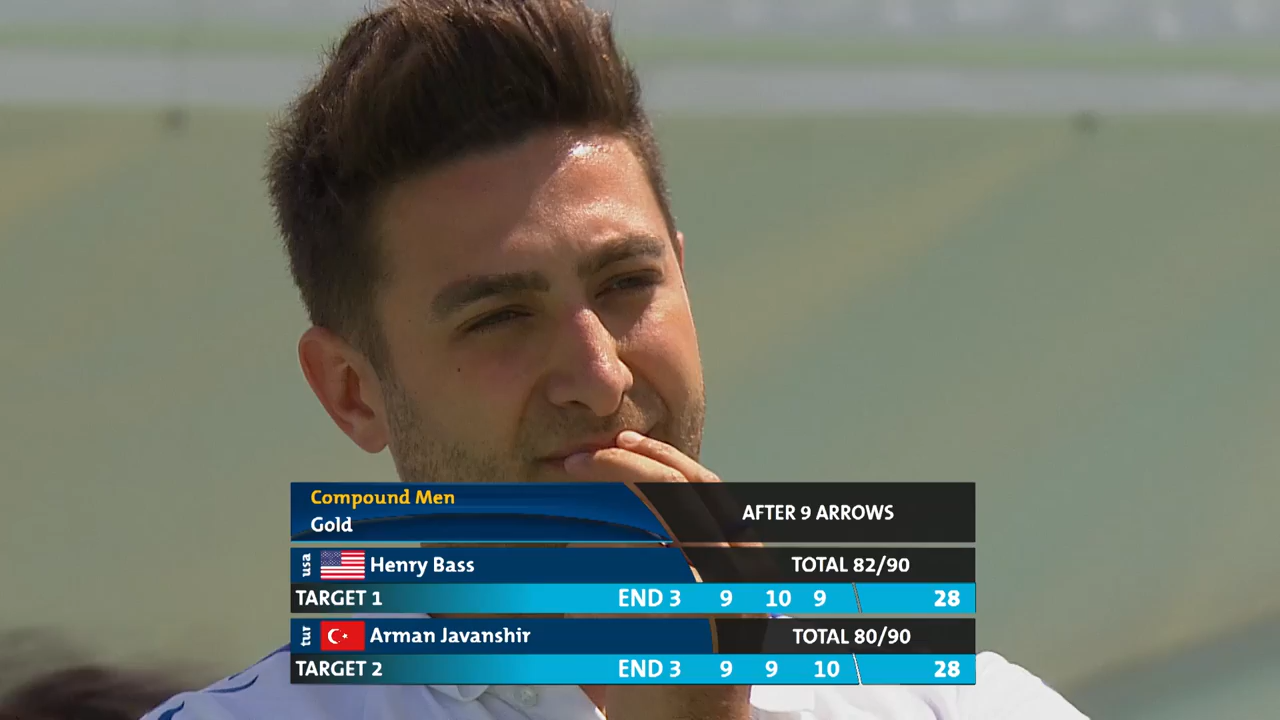 Compound Men
Gold
AFTER 9 ARROWS
usa Henry Bass TOTAL 82/90
TARGET 1 END 3 9 10 9 28
tur Arman Javanshir TOTAL 80/90
TARGET 2 END 3 9 9 10 28